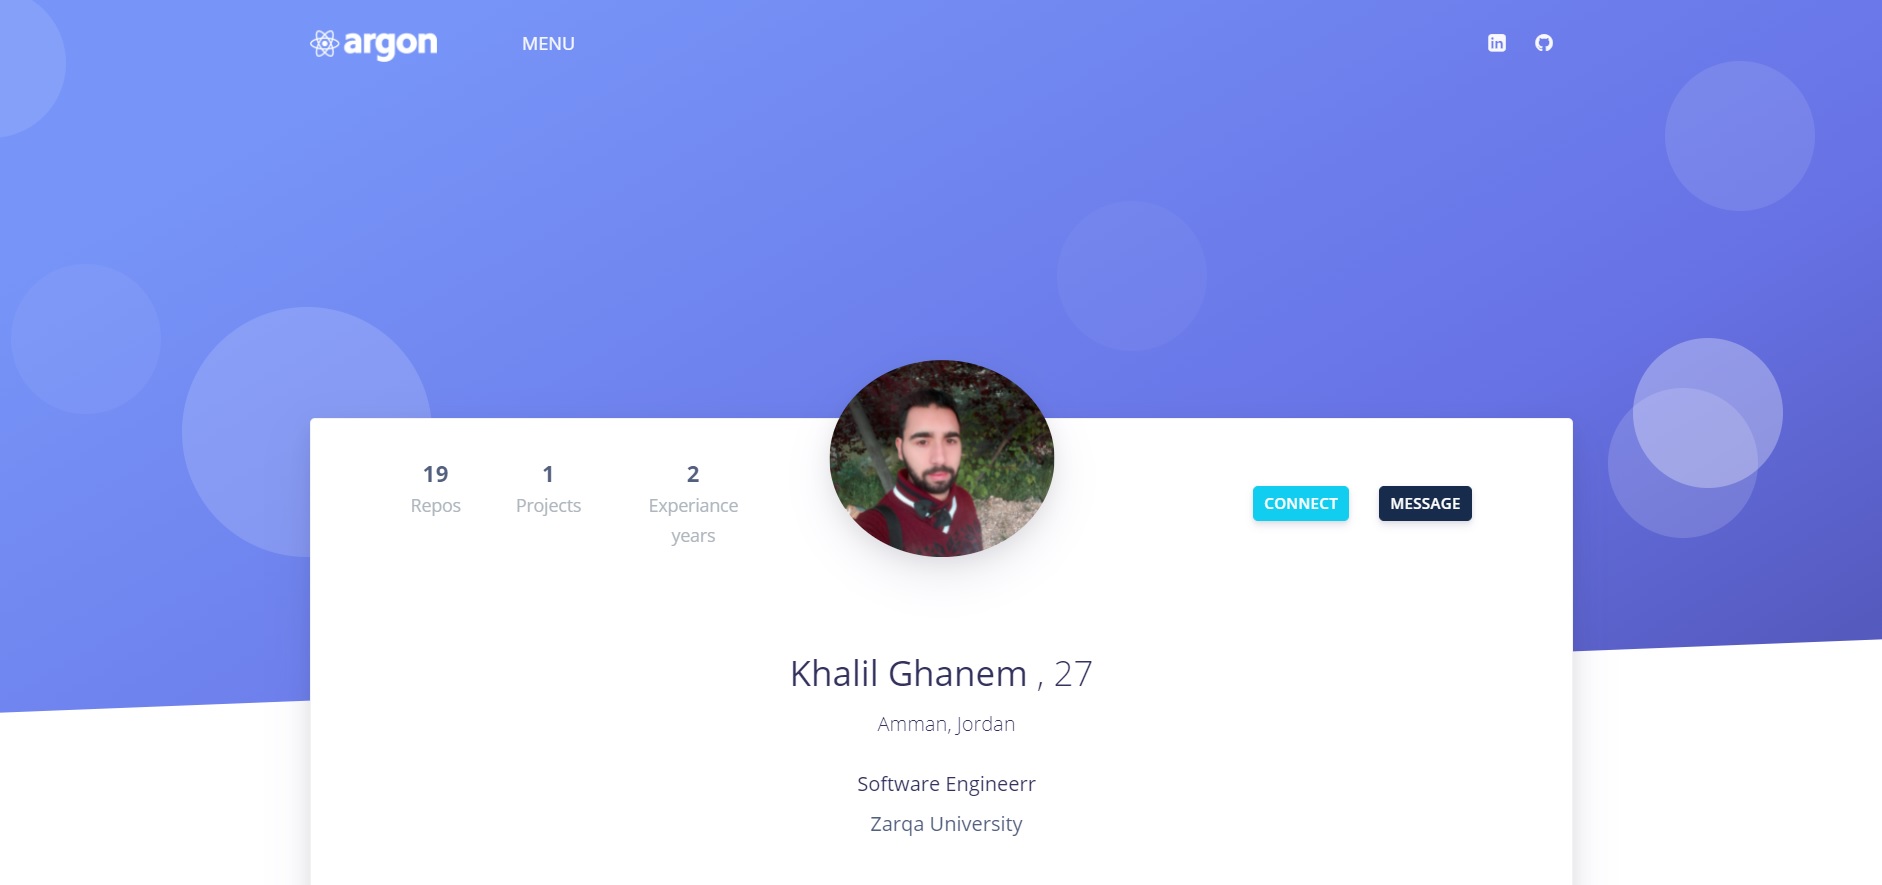 argon
MENU
19
Repos
1
Projects
2
Experiance
years
CONNECT
MESSAGE
Khalil Ghanem , 27
Amman, Jordan
Software Engineerr
Zarqa University